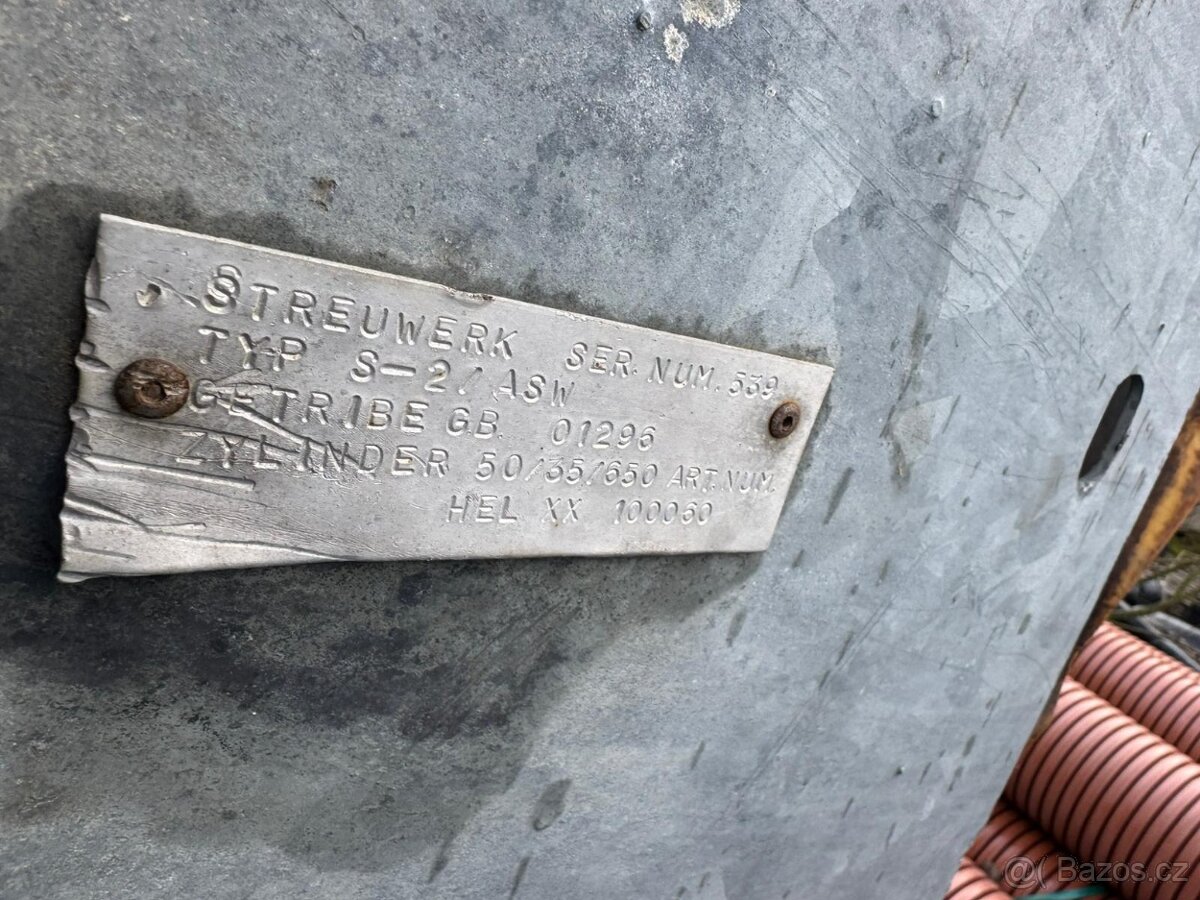 STREUWERK SER. NUM. 539
TYP S-2/ASW
GETRIBE GB. 01296
ZYLINDER 50/35/650 ART. NUM.
HEL XX 100060
@ Bazos.cz